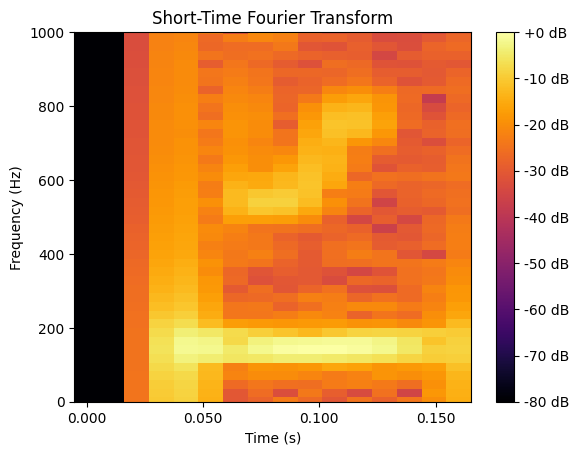 Short-Time Fourier Transform
Frequency (Hz)
1000
800
600
400
200
0
0.000 0.050 0.100 0.150
Time (s)
+0 dB
-10 dB
-20 dB
-30 dB
-40 dB
-50 dB
-60 dB
-70 dB
-80 dB